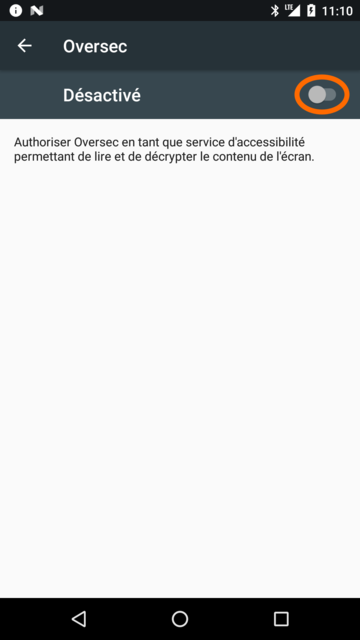 LTE 11:10
Oversec
Désactivé
Authoriser Oversec en tant que service d'accessibilité
permettant de lire et de décrypter le contenu de l'écran.